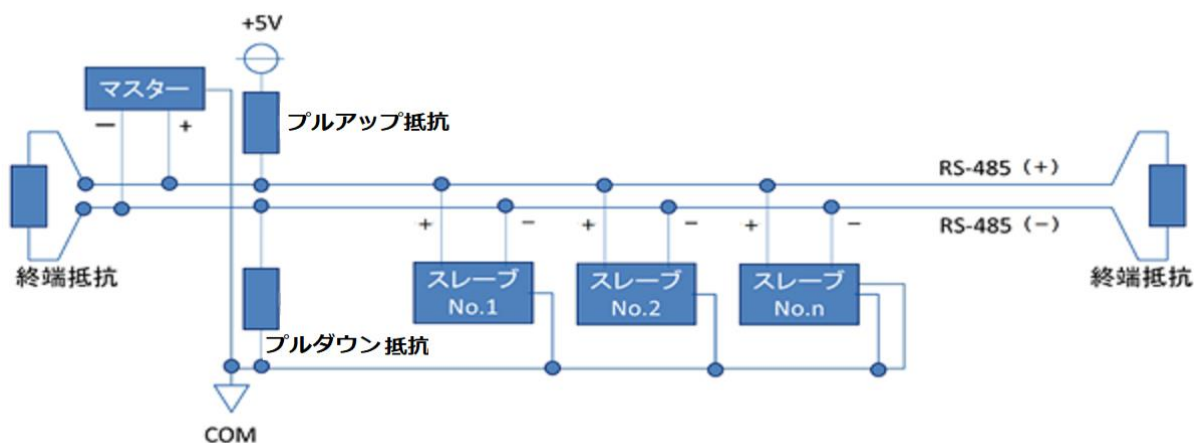 +5V
マスター
プルアップ抵抗
− +
RS-485（+）
RS-485（−）
+ − + − + −
終端抵抗
スレーブ
No.1
スレーブ
No.2
スレーブ
No.n
終端抵抗
プルダウン抵抗
COM